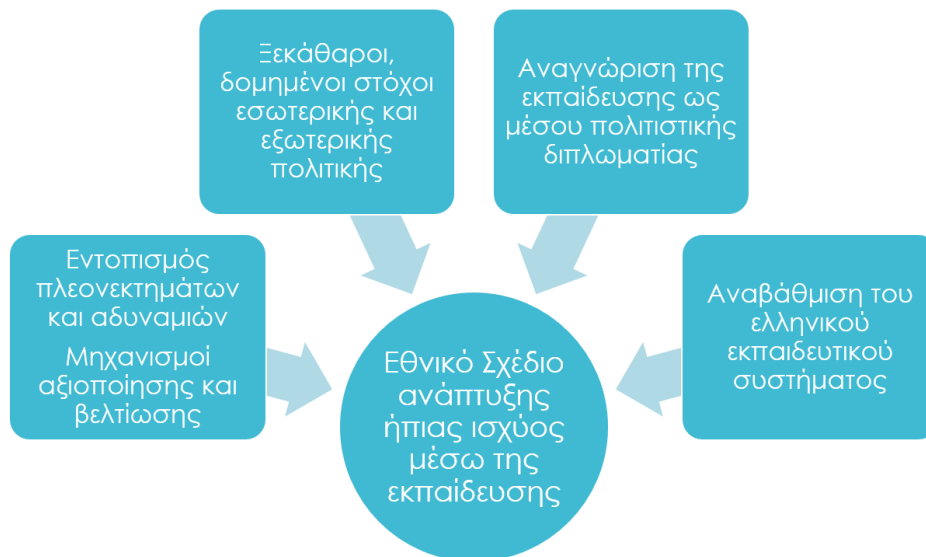 Ξεκάθαροι,
δομημένοι στόχοι
εσωτερικής και
εξωτερικής
πολιτικής
Αναγνώριση της
εκπαίδευσης ως
μέσου πολιτιστικής
διπλωματίας
Εντοπισμός
πλεονεκτημάτων
και αδυναμιών
Μηχανισμοί
αξιοποίησης και
βελτίωσης
Αναβάθμιση του
ελληνικού
εκπαιδευτικού
συστήματος
Εθνικό Σχέδιο
ανάπτυξης
ήπιας ισχύος
μέσω της
εκπαίδευσης